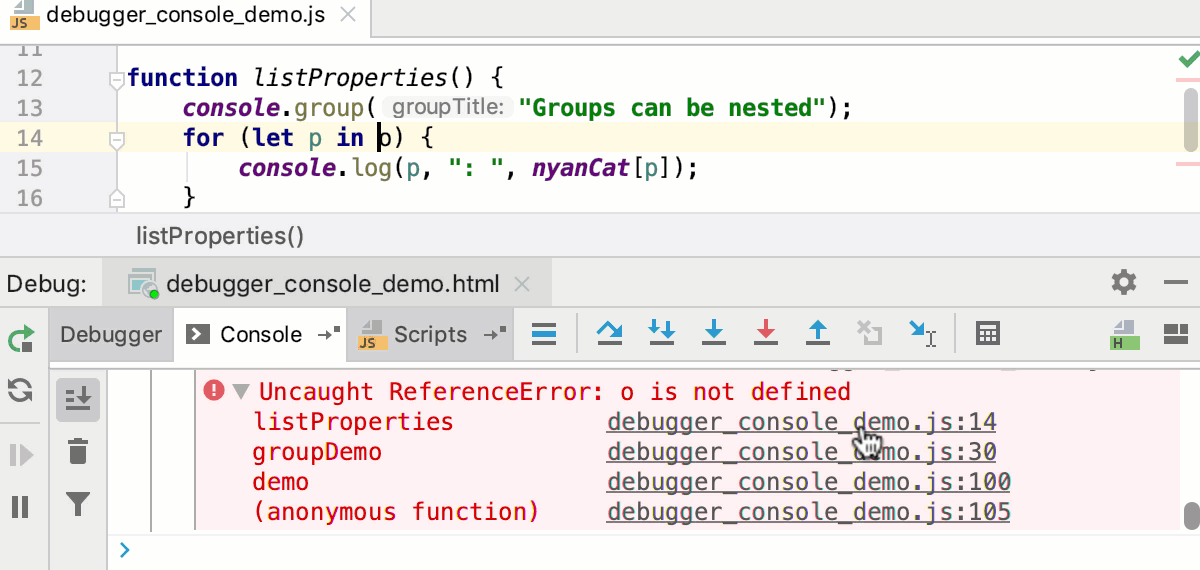 JS debugger_console_demo.js
11
12 function listProperties() {
13 console.group( groupTitle: "Groups can be nested");
14 for (let p in o) {
15 console.log(p, ": ", nyanCat[p]);
16 }
listProperties()
Debug: debugger_console_demo.html
Debugger Console JS Scripts H
Uncaught ReferenceError: o is not defined
listProperties debugger_console_demo.js:14
groupDemo debugger_console_demo.js:30
demo debugger_console_demo.js:100
(anonymous function) debugger_console_demo.js:105